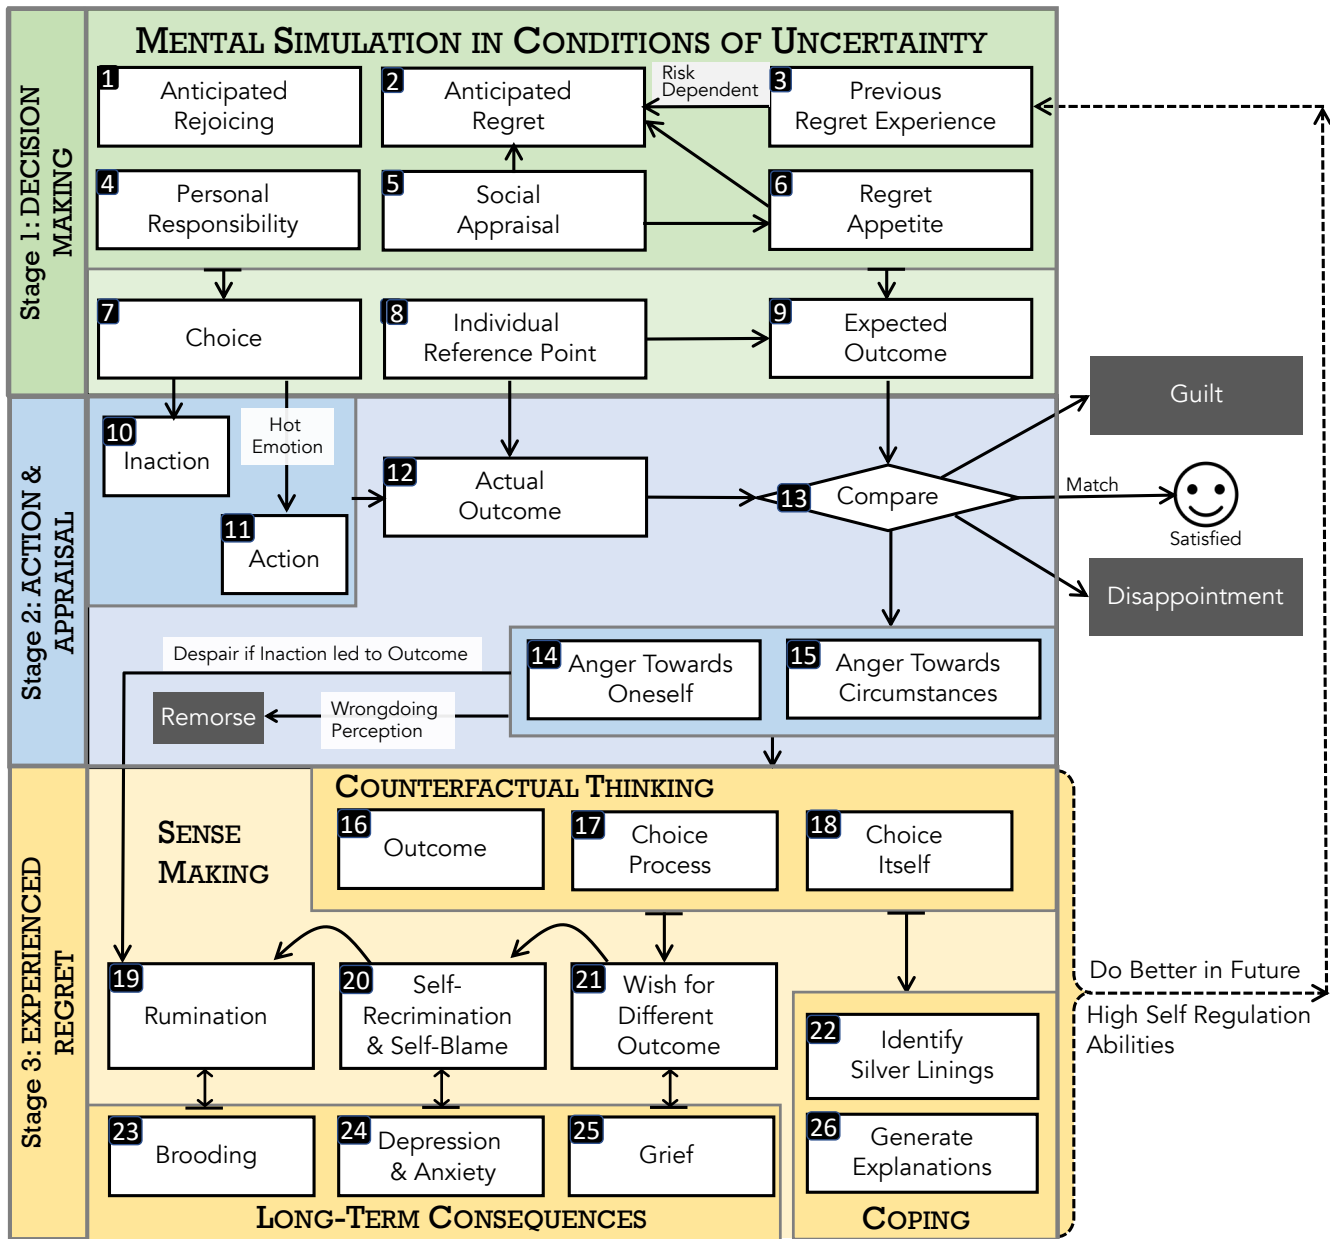 MENTAL SIMULATION IN CONDITIONS OF UNCERTAINTY
Stage 1: DECISION
MAKING
1
Anticipated
Rejoicing
2
Anticipated
Regret
Risk
Dependent
3
Previous
Regret Experience
4
Personal
Responsibility
5
Social
Appraisal
6
Regret
Appetite
7
Choice
8
Individual
Reference Point
9
Expected
Outcome
Stage 2: ACTION &
APPRAISAL
10
Inaction
Hot
Emotion
11
Action
12
Actual
Outcome
13
Compare
Guilt
Match
Satisfied
Disappointment
Despair if Inaction led to Outcome
14
Anger Towards
Oneself
15
Anger Towards
Circumstances
Remorse
Wrongdoing
Perception
Stage 3: EXPERIENCED
REGRET
COUNTERFACTUAL THINKING
SENSE
MAKING
16
Outcome
17
Choice
Process
18
Choice
Itself
19
Rumination
20
Self-
Recrimination
& Self-Blame
21
Wish for
Different
Outcome
22
Identify
Silver Linings
23
Brooding
24
Depression
& Anxiety
25
Grief
26
Generate
Explanations
LONG-TERM CONSEQUENCES
COPING
Do Better in Future
High Self Regulation
Abilities